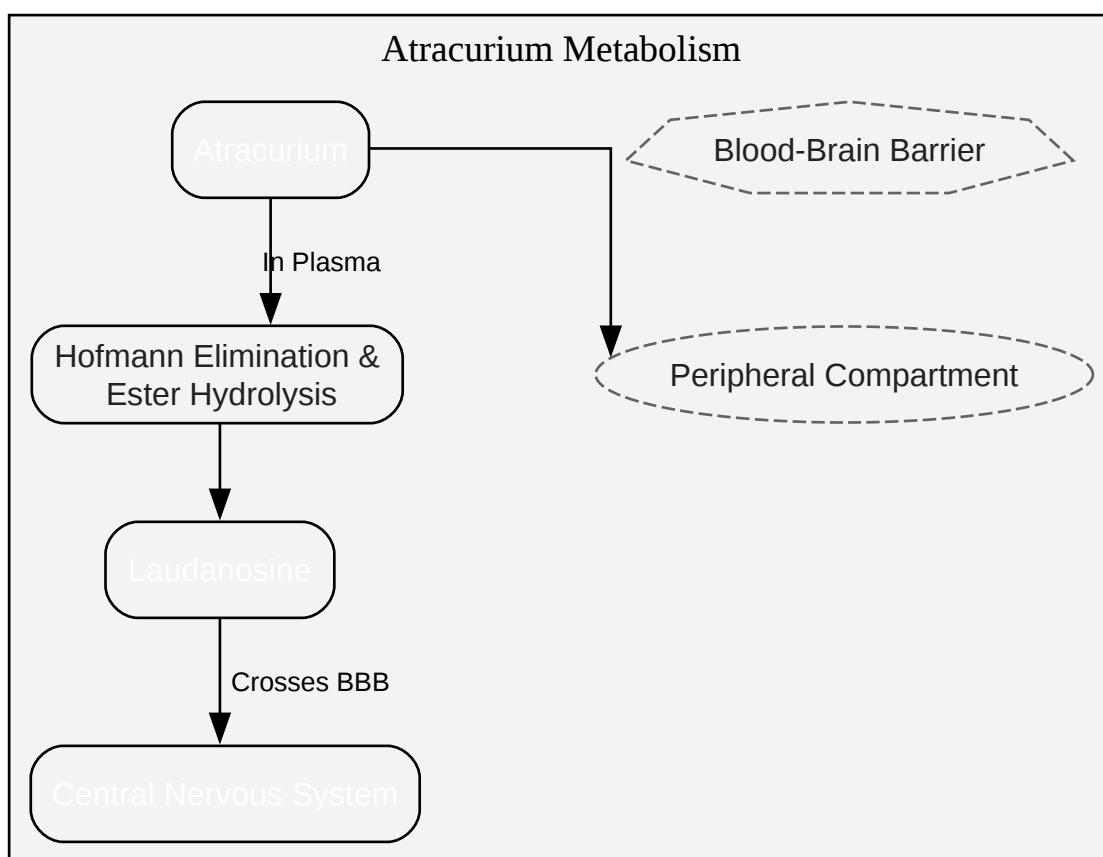 Atracurium Metabolism
Atracurium
Blood-Brain Barrier
In Plasma
Hofmann Elimination &
Ester Hydrolysis
Peripheral Compartment
Laudanosine
Crosses BBB
Central Nervous System